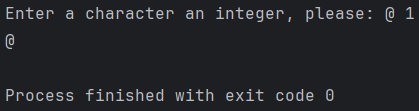 Enter a character an integer, please: @ 1
@
Process finished with exit code 0